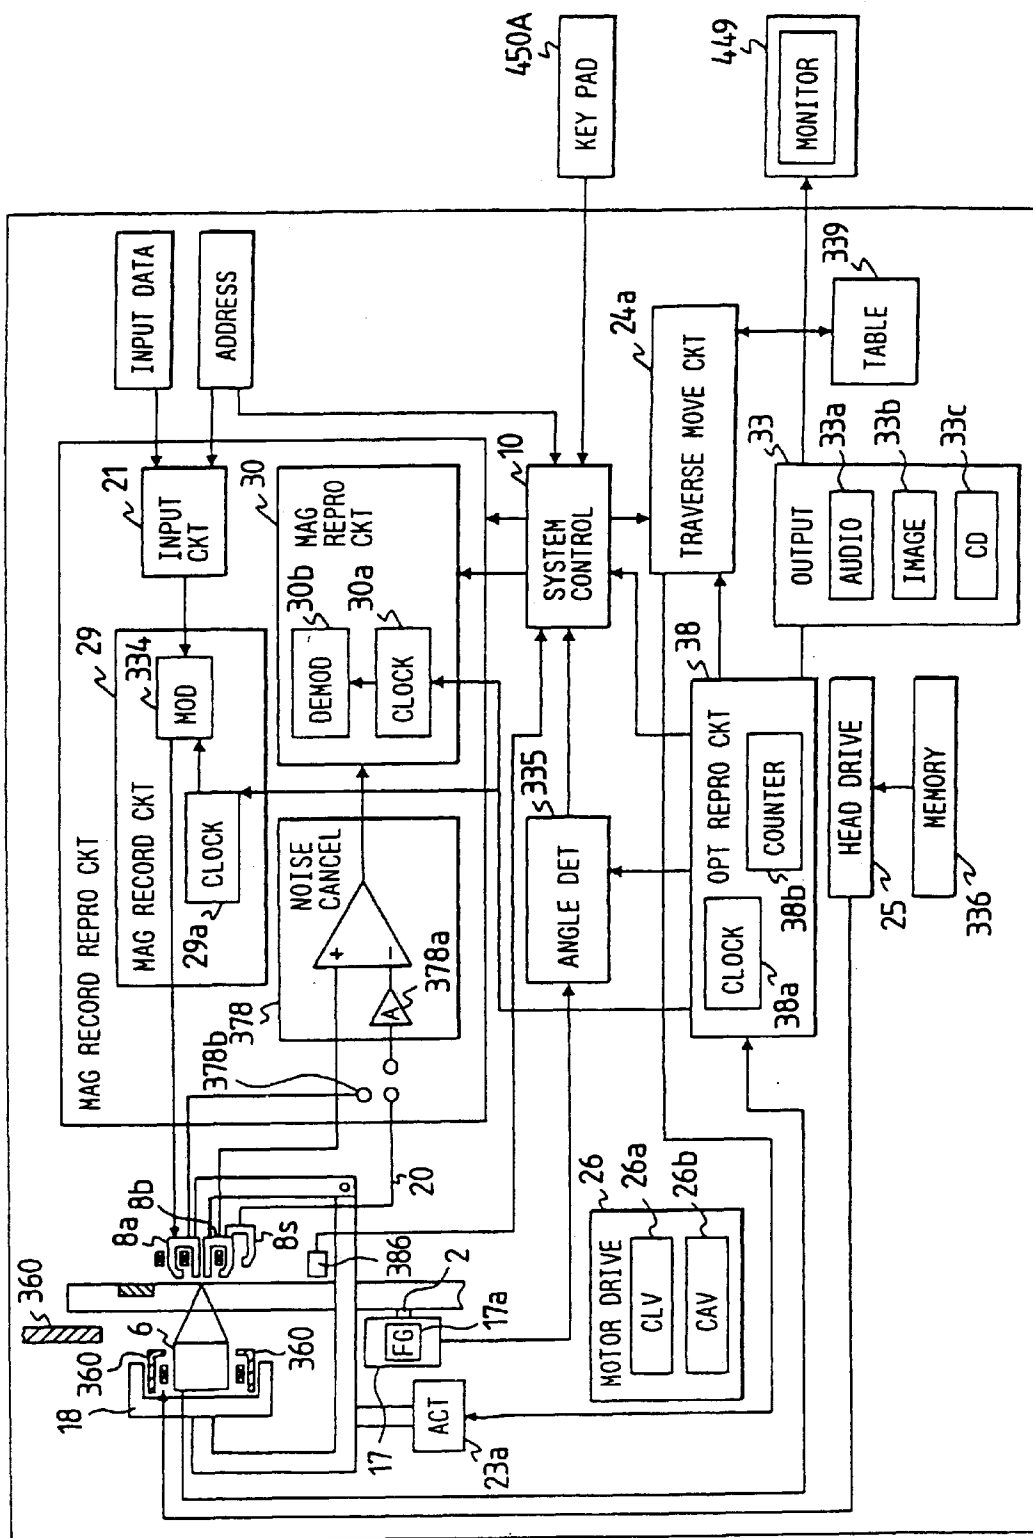 MAG RECORD REPRO CKT
MAG RECORD CKT
29
334
MOD
CLOCK
29a
21
INPUT
CKT
INPUT DATA
ADDRESS
30
MAG
REPRO
CKT
30b
DEMOD
30a
CLOCK
NOISE
CANCEL
+
−
A
378a
378
378b
20
8a
8b
8s
386
360
6
360
360
18
2
17a
FG
17
ACT
23a
10
SYSTEM
CONTROL
450A
KEY PAD
449
MONITOR
335
ANGLE DET
24a
TRAVERSE MOVE CKT
339
TABLE
38
OPT REPRO CKT
CLOCK
38a
COUNTER
38b
33
OUTPUT
33a
AUDIO
33b
IMAGE
33c
CD
26
MOTOR DRIVE
26a
CLV
26b
CAV
HEAD DRIVE
25
MEMORY
336